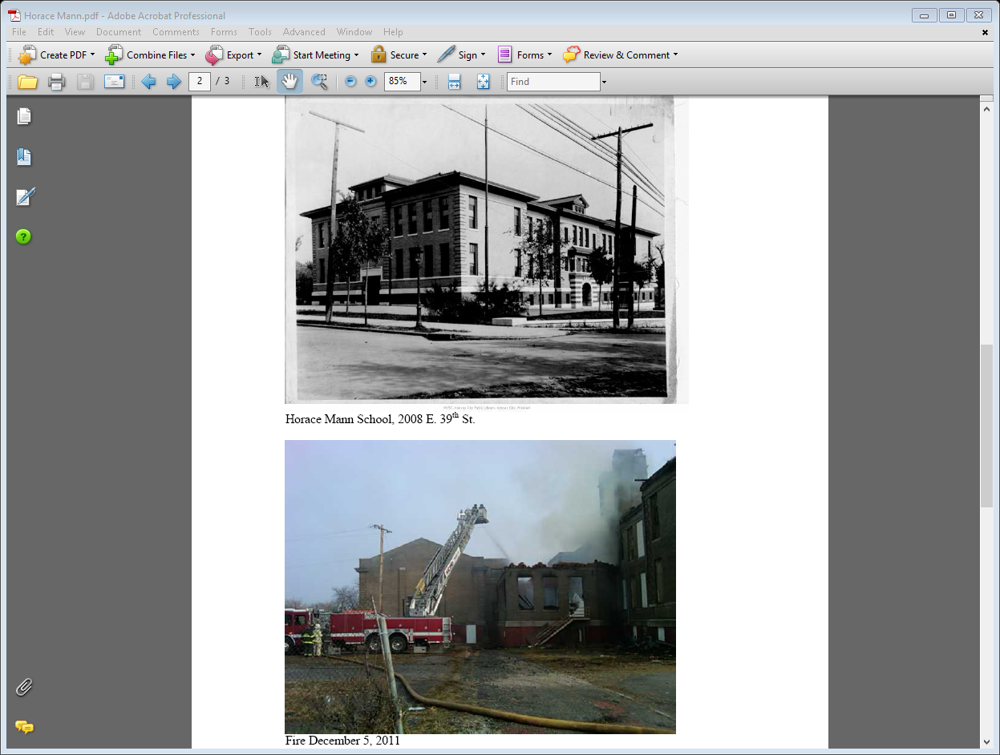 Horace Mann.pdf - Adobe Acrobat Professional
File Edit View Document Comments Forms Tools Advanced Window Help
Create PDF Combine Files Export Start Meeting Secure Sign Forms Review & Comment
2 / 3 85% Find
Horace Mann School, 2008 E. 39th St.
Fire December 5, 2011